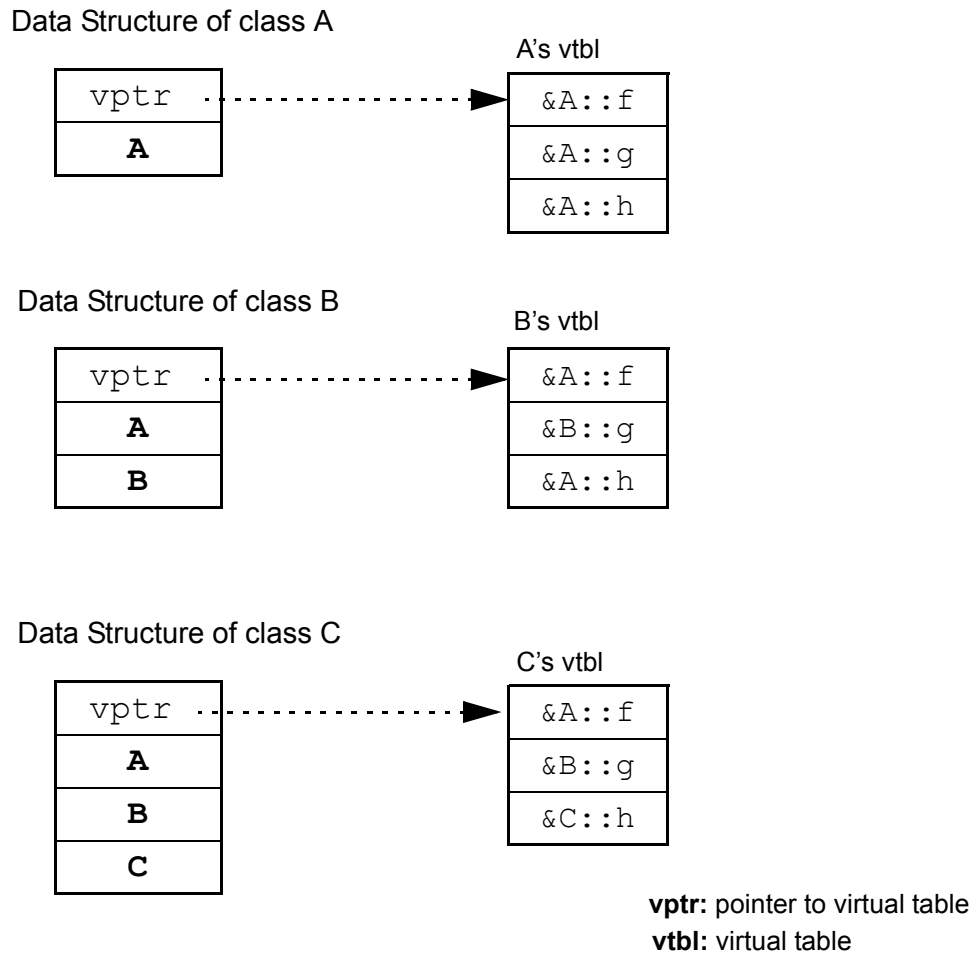 Data Structure of class A
A’s vtbl
vptr
&A::f
A
&A::g
&A::h
Data Structure of class B
B’s vtbl
vptr
&A::f
A
&B::g
B
&A::h
Data Structure of class C
C’s vtbl
vptr
&A::f
A
&B::g
B
&C::h
C
vptr: pointer to virtual table
vtbl: virtual table